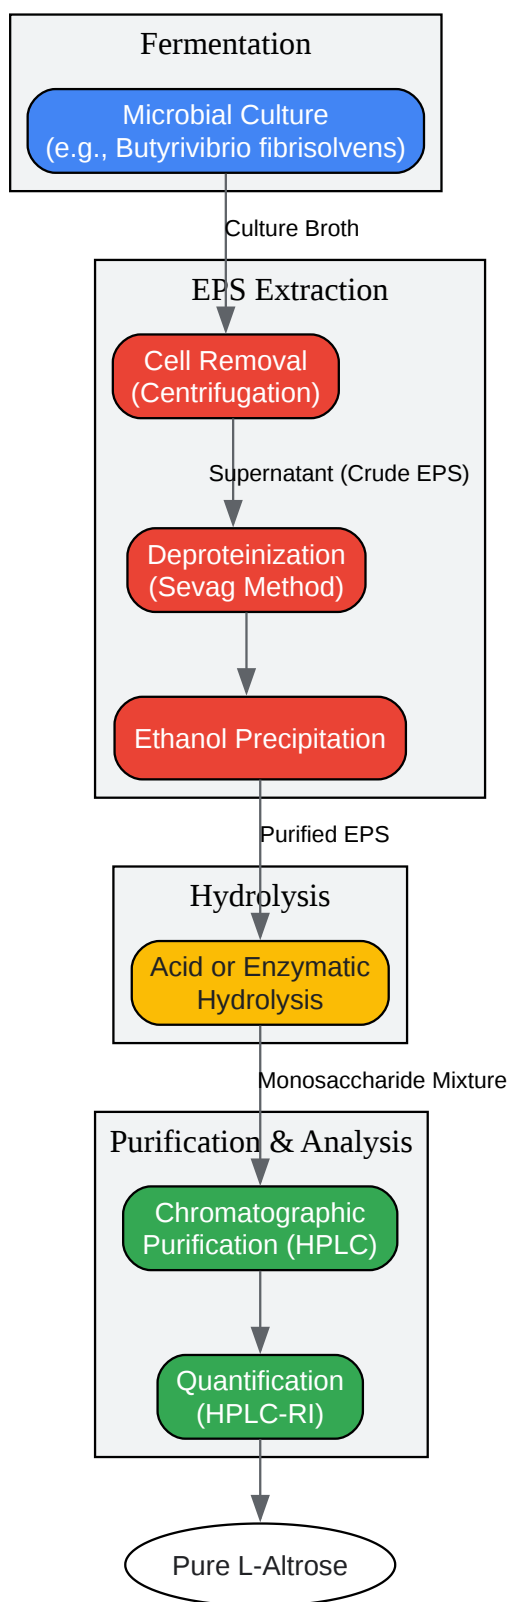 Fermentation
Microbial Culture
(e.g., Butyrivibrio fibrisolvens)
Culture Broth
EPS Extraction
Cell Removal
(Centrifugation)
Supernatant (Crude EPS)
Deproteinization
(Sevag Method)
Ethanol Precipitation
Purified EPS
Hydrolysis
Acid or Enzymatic
Hydrolysis
Monosaccharide Mixture
Purification & Analysis
Chromatographic
Purification (HPLC)
Quantification
(HPLC-RI)
Pure L-Altrose